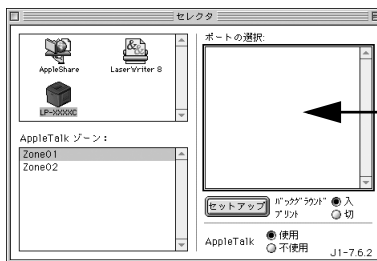 セレクタ
AppleShare
LaserWriter 8
LP-XXXXC
ポートの選択:
AppleTalk ゾーン：
Zone01
Zone02
セットアップ
バックグラウンド
プリント
入
切
AppleTalk
使用
不使用
J1-7.6.2